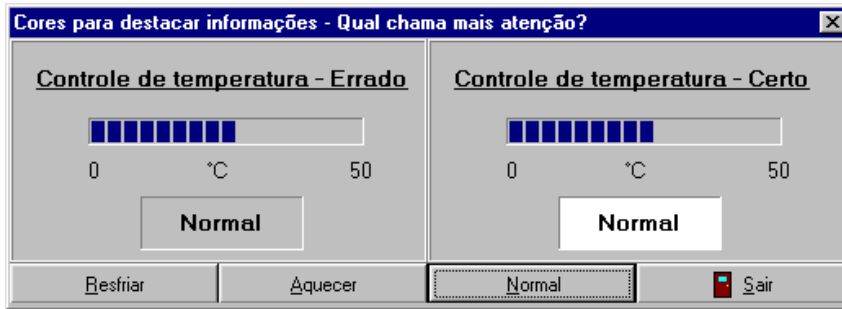 Cores para destacar informações - Qual chama mais atenção?
Controle de temperatura - Errado
0 °C 50
Normal
Controle de temperatura - Certo
0 °C 50
Normal
Resfriar
Aquecer
Normal
Sair